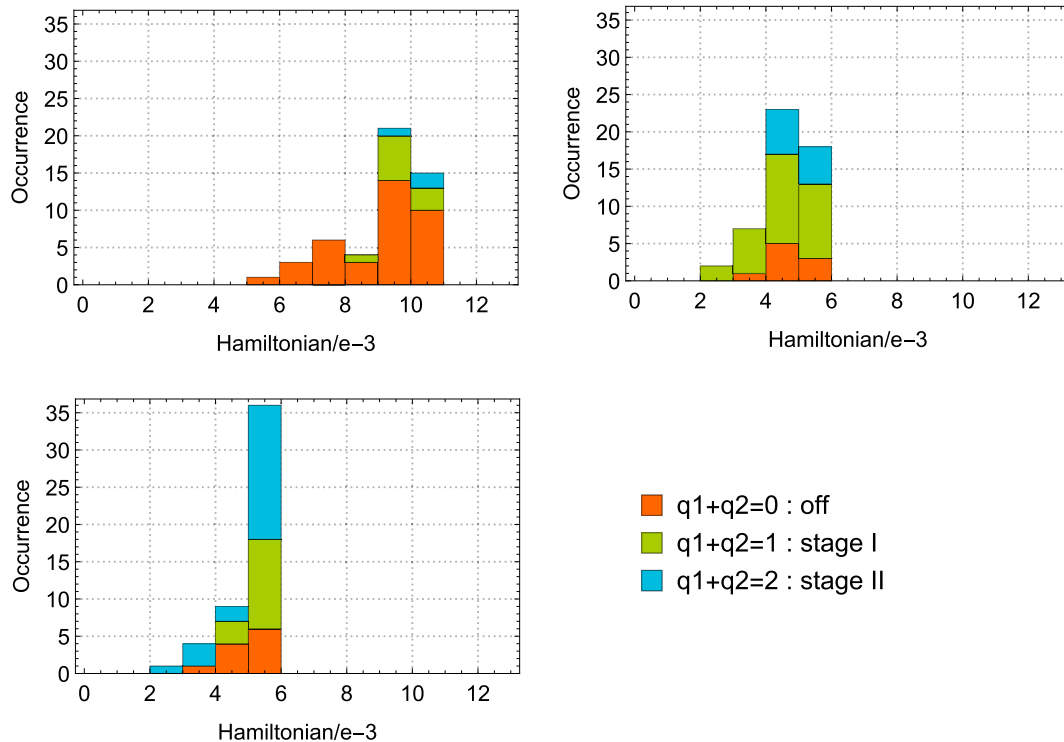 35
30
25
20
15
10
5
0
Occurrence
0 2 4 6 8 10 12
Hamiltonian/e−3
35
30
25
20
15
10
5
0
Occurrence
0 2 4 6 8 10 12
Hamiltonian/e−3
35
30
25
20
15
10
5
0
Occurrence
0 2 4 6 8 10 12
Hamiltonian/e−3
q1+q2=0 : off
q1+q2=1 : stage I
q1+q2=2 : stage II